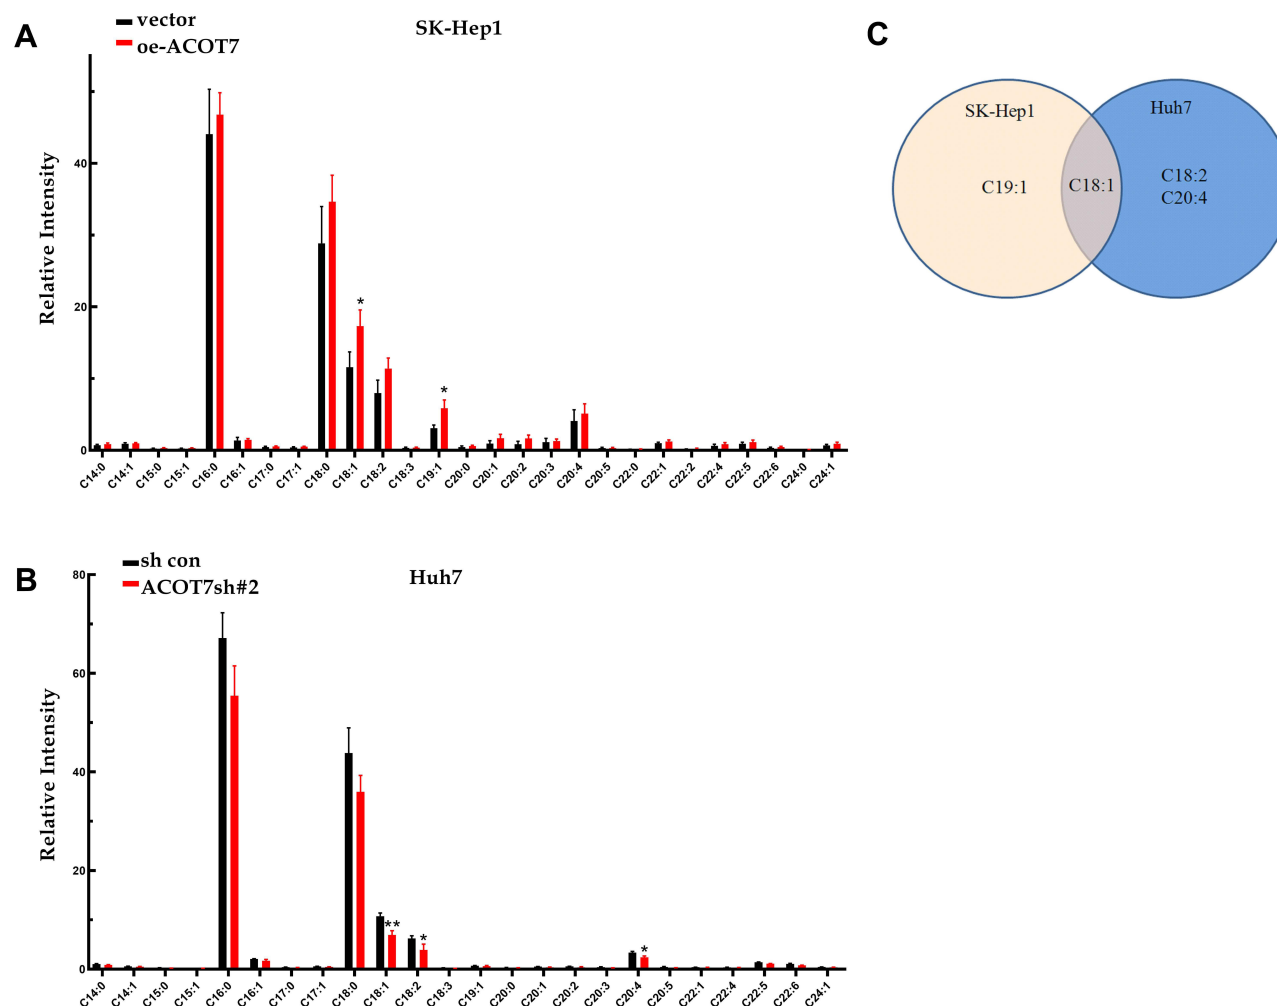 A
vector
oe-ACOT7
SK-Hep1
Relative Intensity
40
20
0
C14:0 C14:1 C15:0 C15:1 C16:0 C16:1 C17:0 C17:1 C18:0 C18:1 C18:2 C18:3 C19:1 C20:0 C20:1 C20:2 C20:3 C20:4 C20:5 C22:0 C22:1 C22:2 C22:4 C22:5 C22:6 C24:0 C24:1
*
*
B
sh con
ACOT7sh#2
Huh7
Relative Intensity
80
60
40
20
0
C14:0 C14:1 C15:0 C15:1 C16:0 C16:1 C17:0 C17:1 C18:0 C18:1 C18:2 C18:3 C19:1 C20:0 C20:1 C20:2 C20:3 C20:4 C20:5 C22:1 C22:4 C22:5 C22:6 C24:1
**
*
*
C
SK-Hep1
Huh7
C19:1
C18:1
C18:2
C20:4